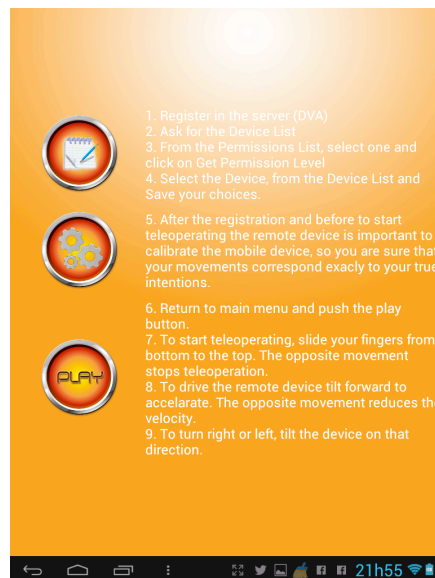 1. Register in the server (DVA)
2. Ask for the Device List
3. From the Permissions List, select one and
click on Get Permission Level
4. Select the Device, from the Device List and
Save your choices.
5. After the registration and before to start
teleoperating the remote device is important to
calibrate the mobile device, so you are sure that
your movements correspond exacly to your true
intentions.
6. Return to main menu and push the play
button.
7. To start teleoperating, slide your fingers from
bottom to the top. The opposite movement
stops teleoperation.
PLAY
8. To drive the remote device tilt forward to
accelarate. The opposite movement reduces the
velocity.
9. To turn right or left, tilt the device on that
direction.
21h55